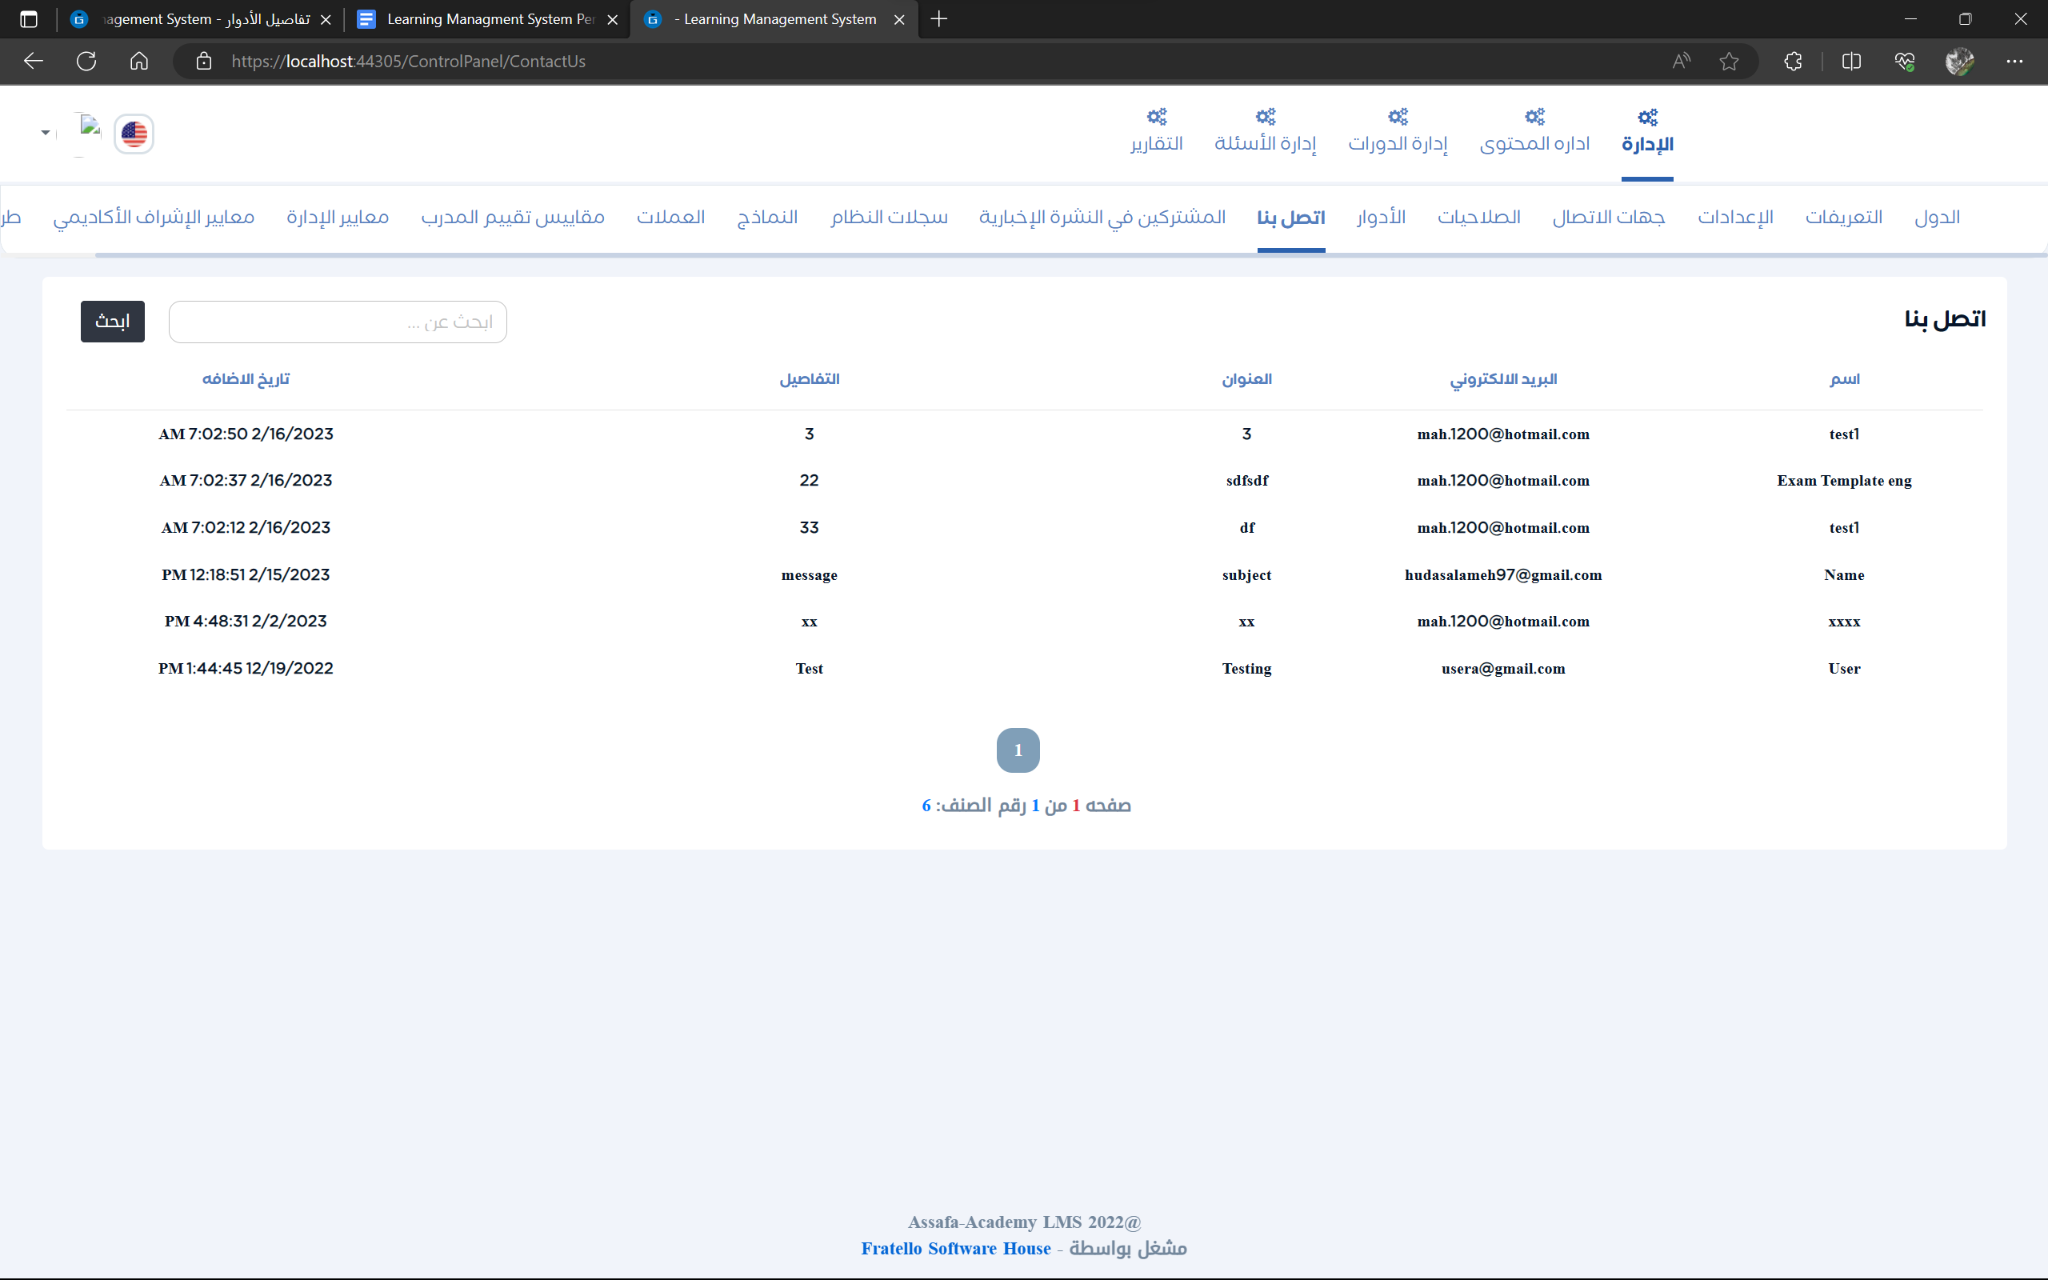 nagement System - تفاصيل الأدوار
Learning Managment System Per
- Learning Management System
https://localhost:44305/ControlPanel/ContactUs
الإدارة
اداره المحتوى
إدارة الدورات
إدارة الأسئلة
التقارير
الدول
التعريفات
الإعدادات
جهات الاتصال
الصلاحيات
الأدوار
اتصل بنا
المشتركين في النشرة الإخبارية
سجلات النظام
النماذج
العملات
مقاييس تقييم المدرب
معايير الإدارة
معايير الإشراف الأكاديمي
طر
اتصل بنا
ابحث عن ...
ابحث
اسم البريد الالكتروني العنوان التفاصيل تاريخ الاضافه
test1 mah.1200@hotmail.com 3 3 AM 7:02:50 2/16/2023
Exam Template eng mah.1200@hotmail.com sdfsdf 22 AM 7:02:37 2/16/2023
test1 mah.1200@hotmail.com df 33 AM 7:02:12 2/16/2023
Name hudasalameh97@gmail.com subject message PM 12:18:51 2/15/2023
xxxx mah.1200@hotmail.com xx xx PM 4:48:31 2/2/2023
User usera@gmail.com Testing Test PM 1:44:45 12/19/2022
1
صفحه 1 من 1 رقم الصنف: 6
Assafa-Academy LMS 2022@
مشغل بواسطة - Fratello Software House